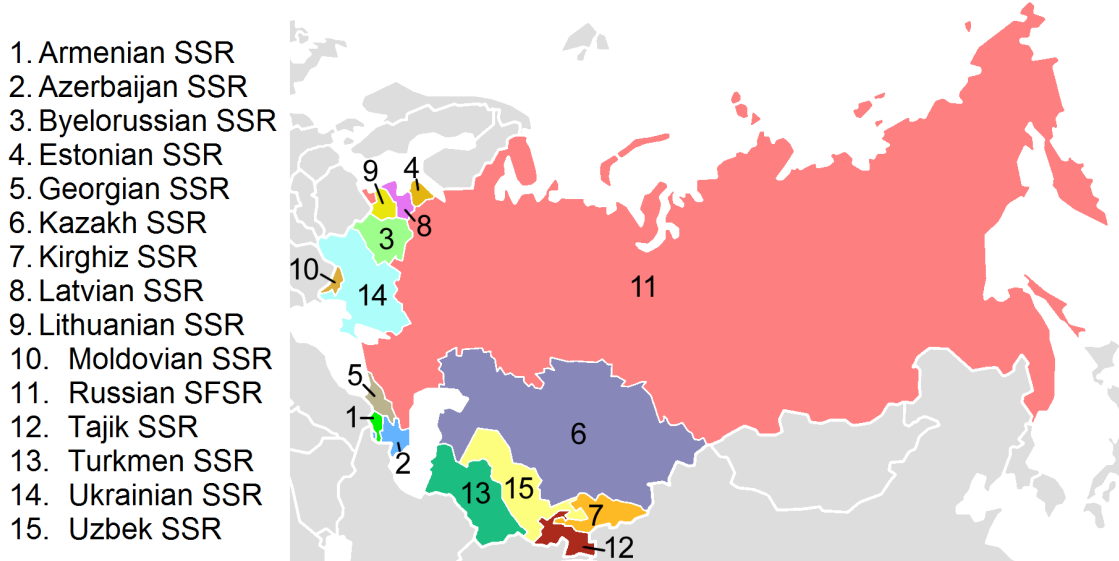 1. Armenian SSR
2. Azerbaijan SSR
3. Byelorussian SSR
4. Estonian SSR
5. Georgian SSR
6. Kazakh SSR
7. Kirghiz SSR
8. Latvian SSR
9. Lithuanian SSR
10. Moldovian SSR
11. Russian SFSR
12. Tajik SSR
13. Turkmen SSR
14. Ukrainian SSR
15. Uzbek SSR
9
4
8
3
10
14
11
5
1
2
6
13
15
7
12